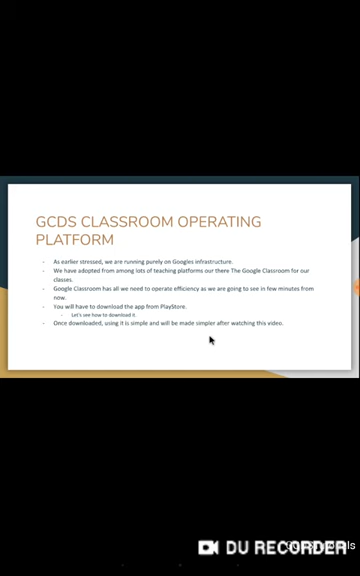 GCDS CLASSROOM OPERATING
PLATFORM
- As earlier stressed, we are running purely on Googles infrastructure.
- We have adopted from among lots of teaching platforms our there The Google Classroom for our
classes.
- Google Classroom has all we need to operate efficiency as we are going to see in few minutes from
now.
- You will have to download the app from PlayStore.
- Let's see how to download it.
- Once downloaded, using it is simple and will be made simpler after watching this video.
DU RECORDER